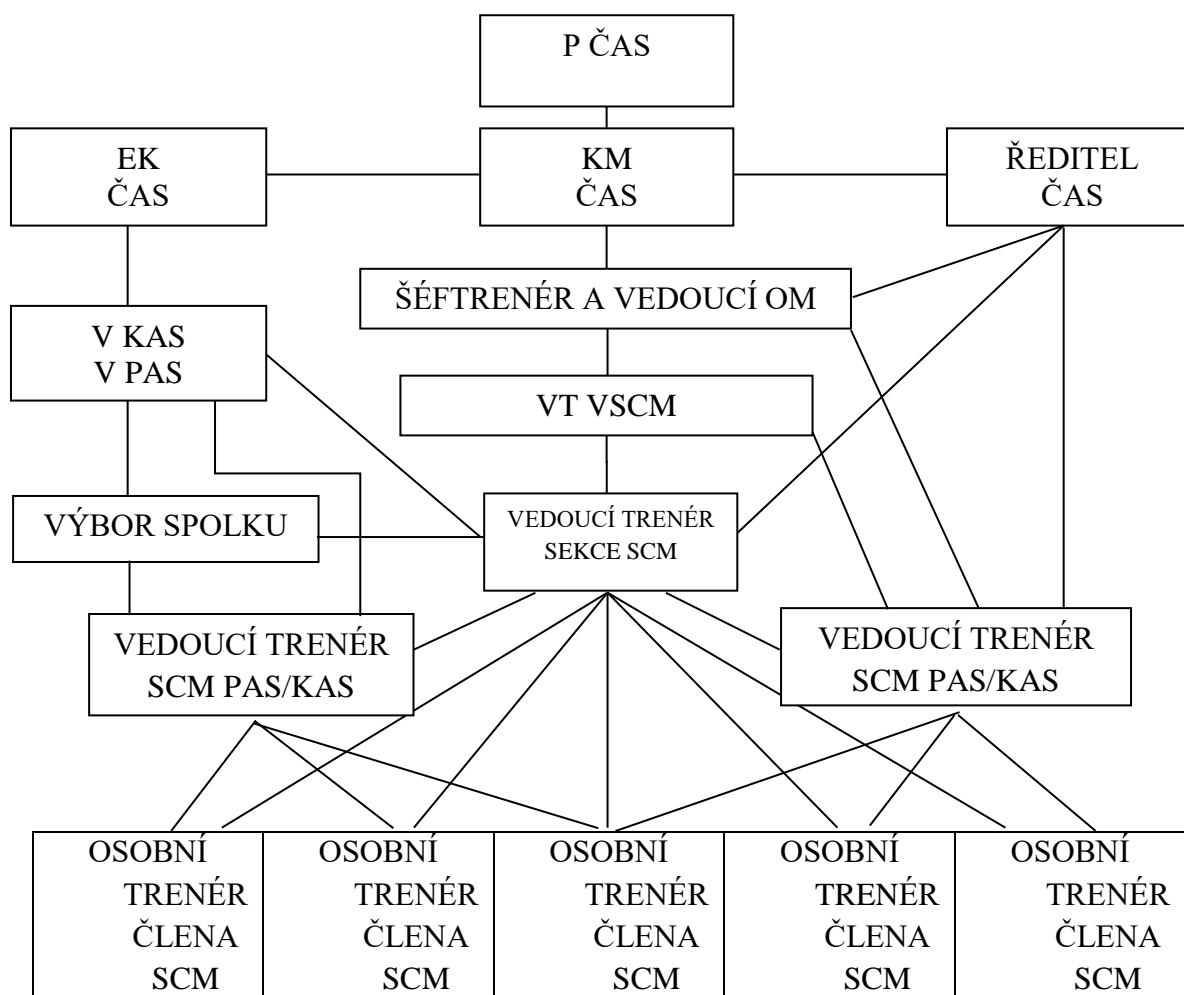 P ČAS
EK
ČAS
KM
ČAS
ŘEDITEL
ČAS
ŠÉFTRENÉR A VEDOUCÍ OM
V KAS
V PAS
VT VSCM
VÝBOR SPOLKU
VEDOUCÍ TRENÉR
SEKCE SCM
VEDOUCÍ TRENÉR
SCM PAS/KAS
VEDOUCÍ TRENÉR
SCM PAS/KAS
OSOBNÍ
TRENÉR
ČLENA
SCM
OSOBNÍ
TRENÉR
ČLENA
SCM
OSOBNÍ
TRENÉR
ČLENA
SCM
OSOBNÍ
TRENÉR
ČLENA
SCM
OSOBNÍ
TRENÉR
ČLENA
SCM